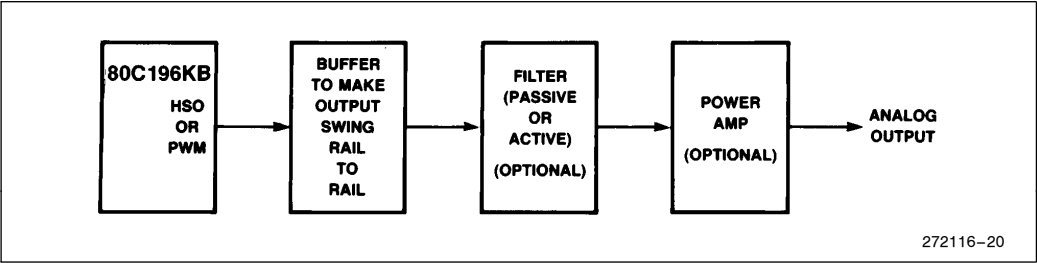 80C196KB
HSO
OR
PWM
BUFFER
TO MAKE
OUTPUT
SWING
RAIL
TO
RAIL
FILTER
(PASSIVE
OR
ACTIVE)
(OPTIONAL)
POWER
AMP
(OPTIONAL)
ANALOG
OUTPUT
272116–20